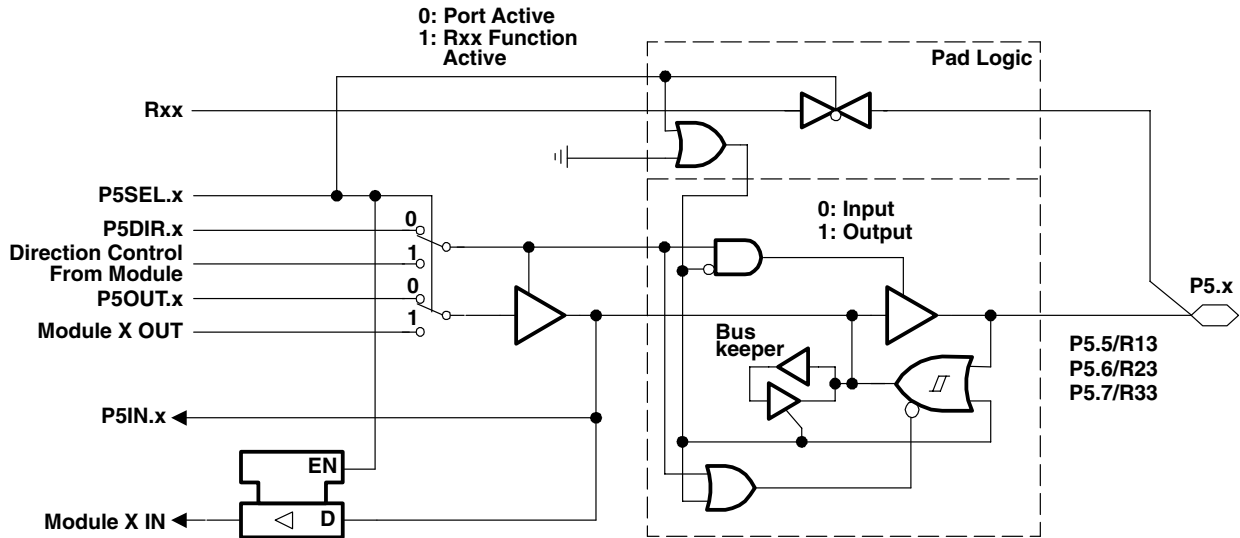 0: Port Active
1: Rxx Function
Active
Pad Logic
Rxx
P5SEL.x
P5DIR.x
0
Direction Control
From Module
1
P5OUT.x
0
Module X OUT
1
0: Input
1: Output
P5.x
Bus
keeper
P5.5/R13
P5.6/R23
P5.7/R33
P5IN.x
EN
D
Module X IN